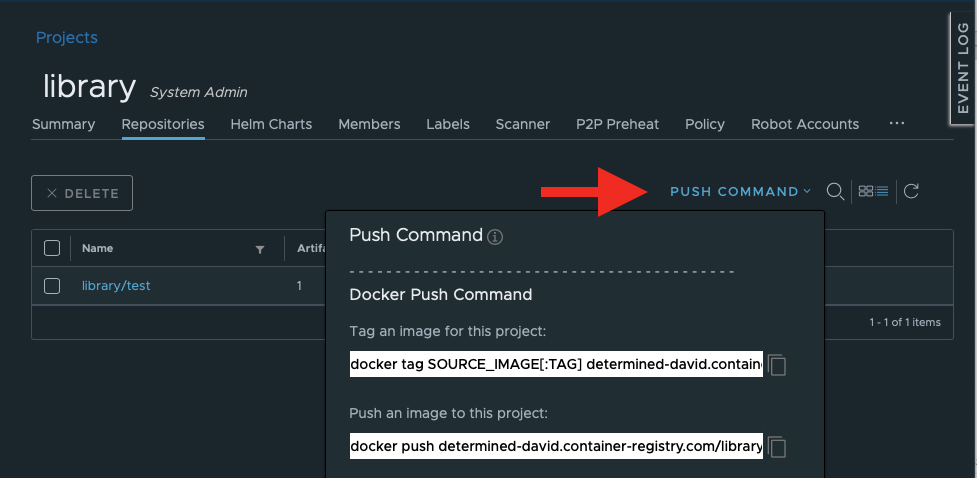 Projects
EVENT LOG
library System Admin
Summary Repositories Helm Charts Members Labels Scanner P2P Preheat Policy Robot Accounts ...
× DELETE
PUSH COMMAND
Push Command
Name Artifa
Docker Push Command
library/test 1
1 - 1 of 1 items
Tag an image for this project:
docker tag SOURCE_IMAGE[:TAG] determined-david.contain
Push an image to this project:
docker push determined-david.container-registry.com/library